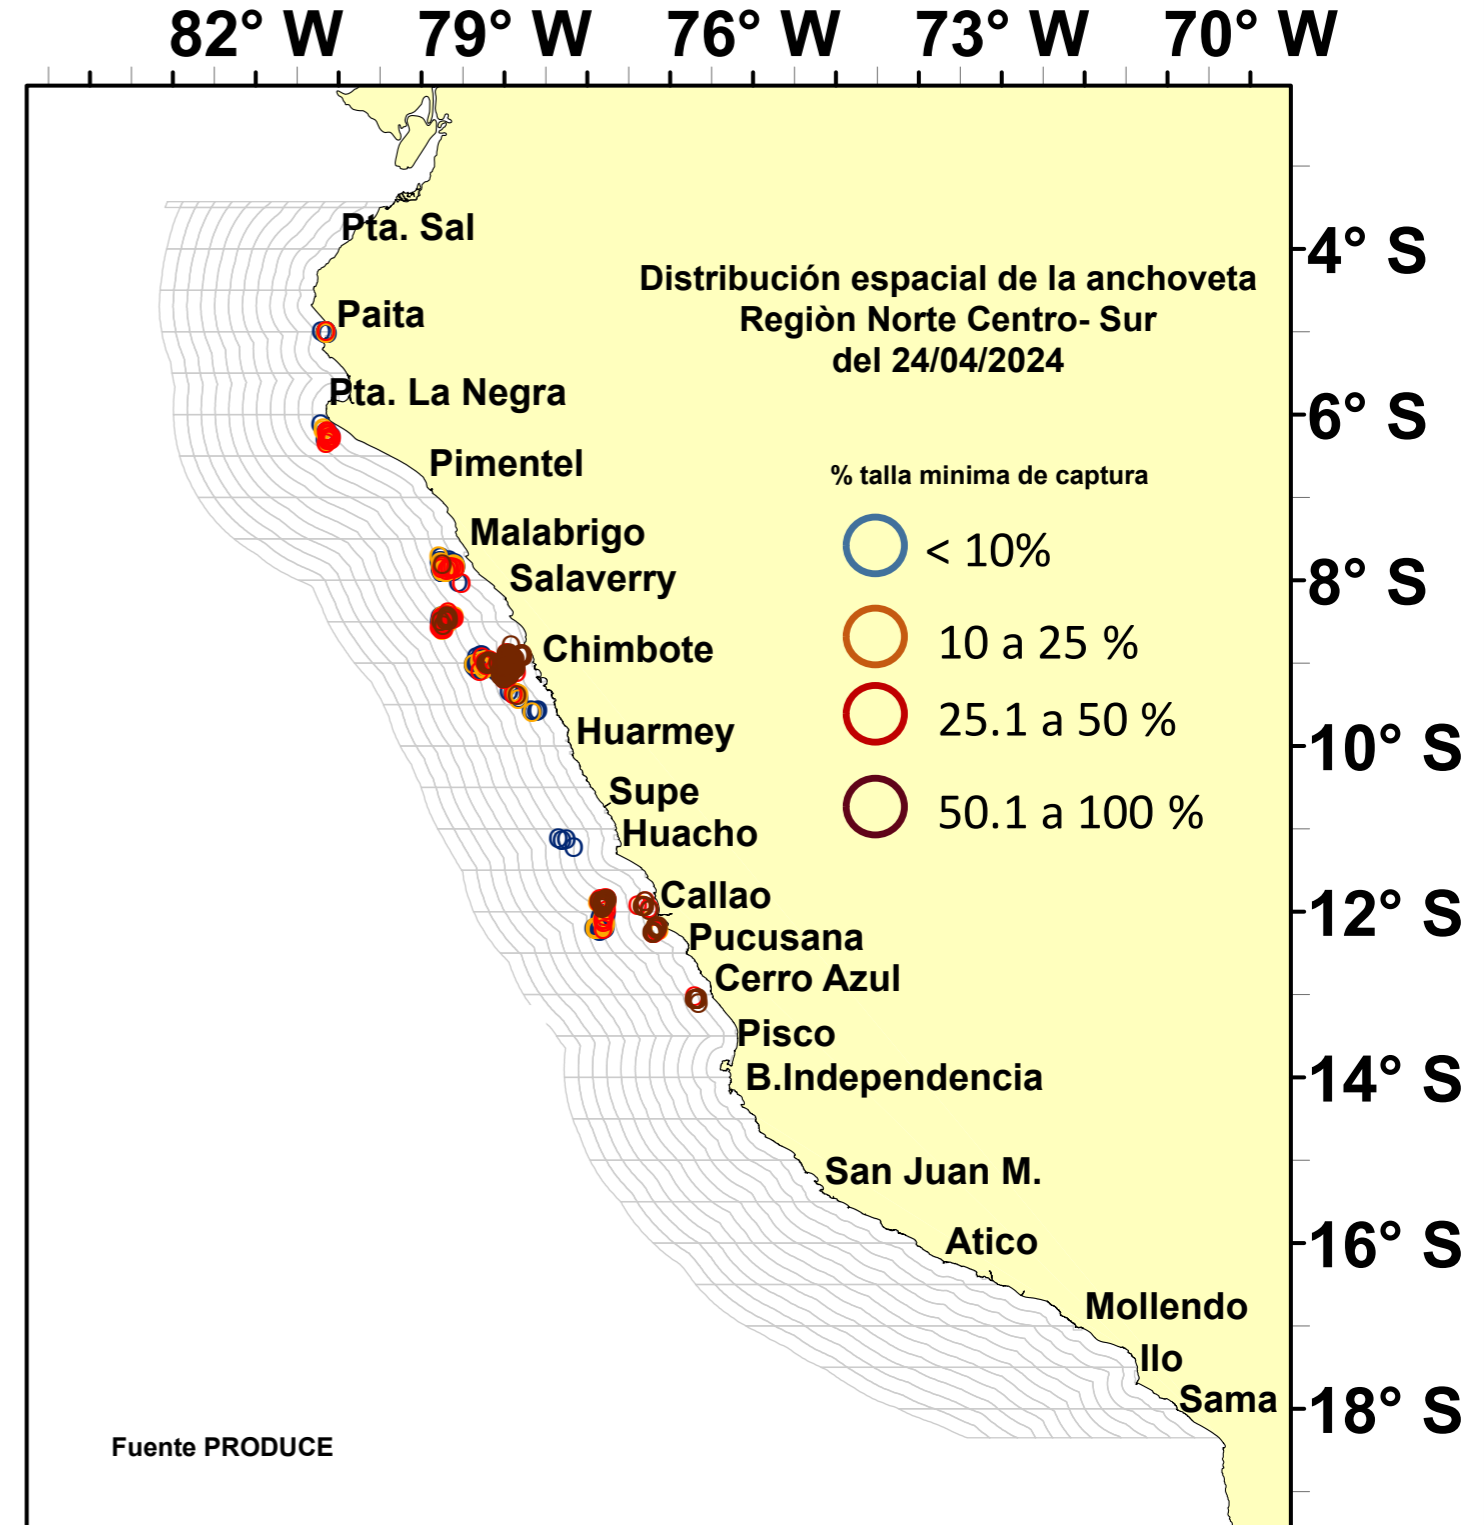 82° W 79° W 76° W 73° W 70° W
Pta. Sal
4° S
Distribución espacial de la anchoveta
Regiòn Norte Centro- Sur
del 24/04/2024
Paita
Pta. La Negra
6° S
Pimentel
% talla minima de captura
Malabrigo
< 10%
Salaverry
8° S
Chimbote
10 a 25 %
Huarmey
25.1 a 50 %
10° S
Supe
50.1 a 100 %
Huacho
Callao
12° S
Pucusana
Cerro Azul
Pisco
B.Independencia
14° S
San Juan M.
Atico
16° S
Mollendo
Ilo
Sama
18° S
Fuente PRODUCE